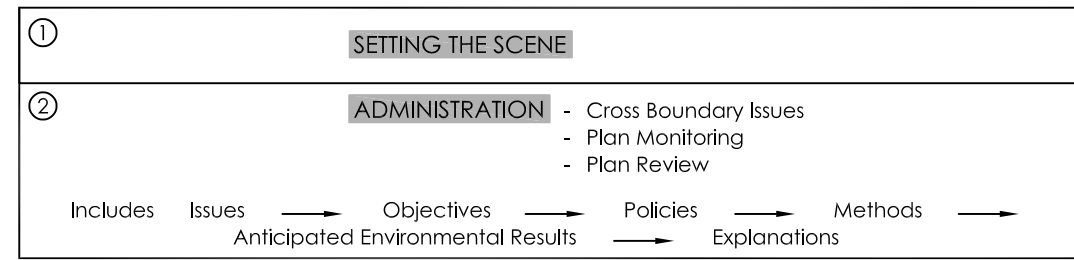 1
SETTING THE SCENE
2
ADMINISTRATION - Cross Boundary Issues
- Plan Monitoring
- Plan Review
Includes Issues → Objectives → Policies → Methods →
Anticipated Environmental Results → Explanations